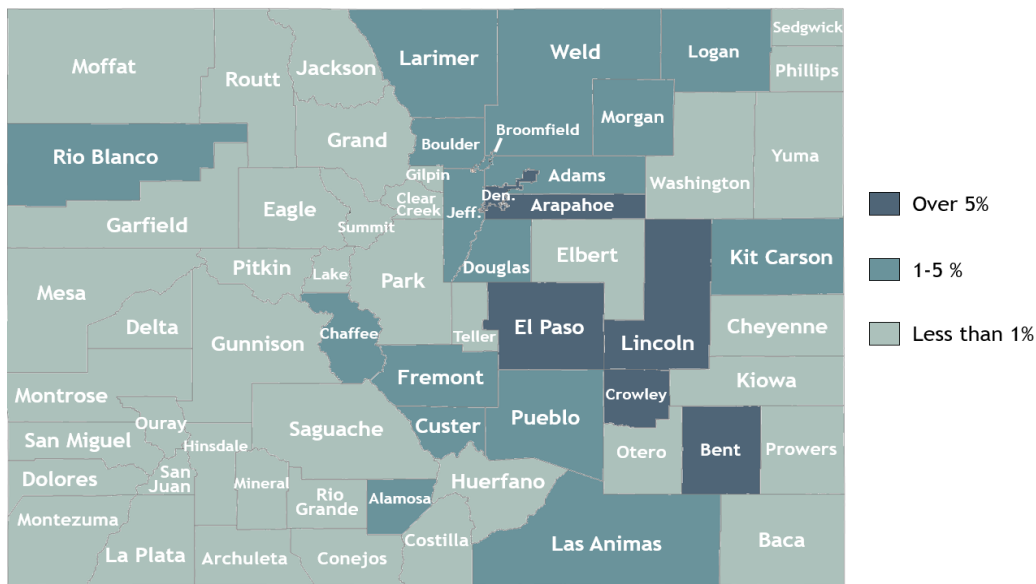 Sedgwick
Moffat
Jackson
Larimer
Weld
Logan
Phillips
Routt
Grand
Morgan
Rio Blanco
Boulder
Broomfield
Yuma
Gilpin
Adams
Washington
Clear
Creek
Den.
Arapahoe
Eagle
Jeff.
Garfield
Summit
Elbert
Kit Carson
Pitkin
Lake
Park
Douglas
Mesa
Delta
Gunnison
Chaffee
Teller
El Paso
Lincoln
Cheyenne
Fremont
Crowley
Kiowa
Montrose
Ouray
Saguache
Custer
Pueblo
San Miguel
Hinsdale
Otero
Bent
Prowers
Dolores
San
Juan
Mineral
Rio
Grande
Alamosa
Huerfano
Montezuma
La Plata
Archuleta
Conejos
Costilla
Las Animas
Baca
Over 5%
1-5 %
Less than 1%